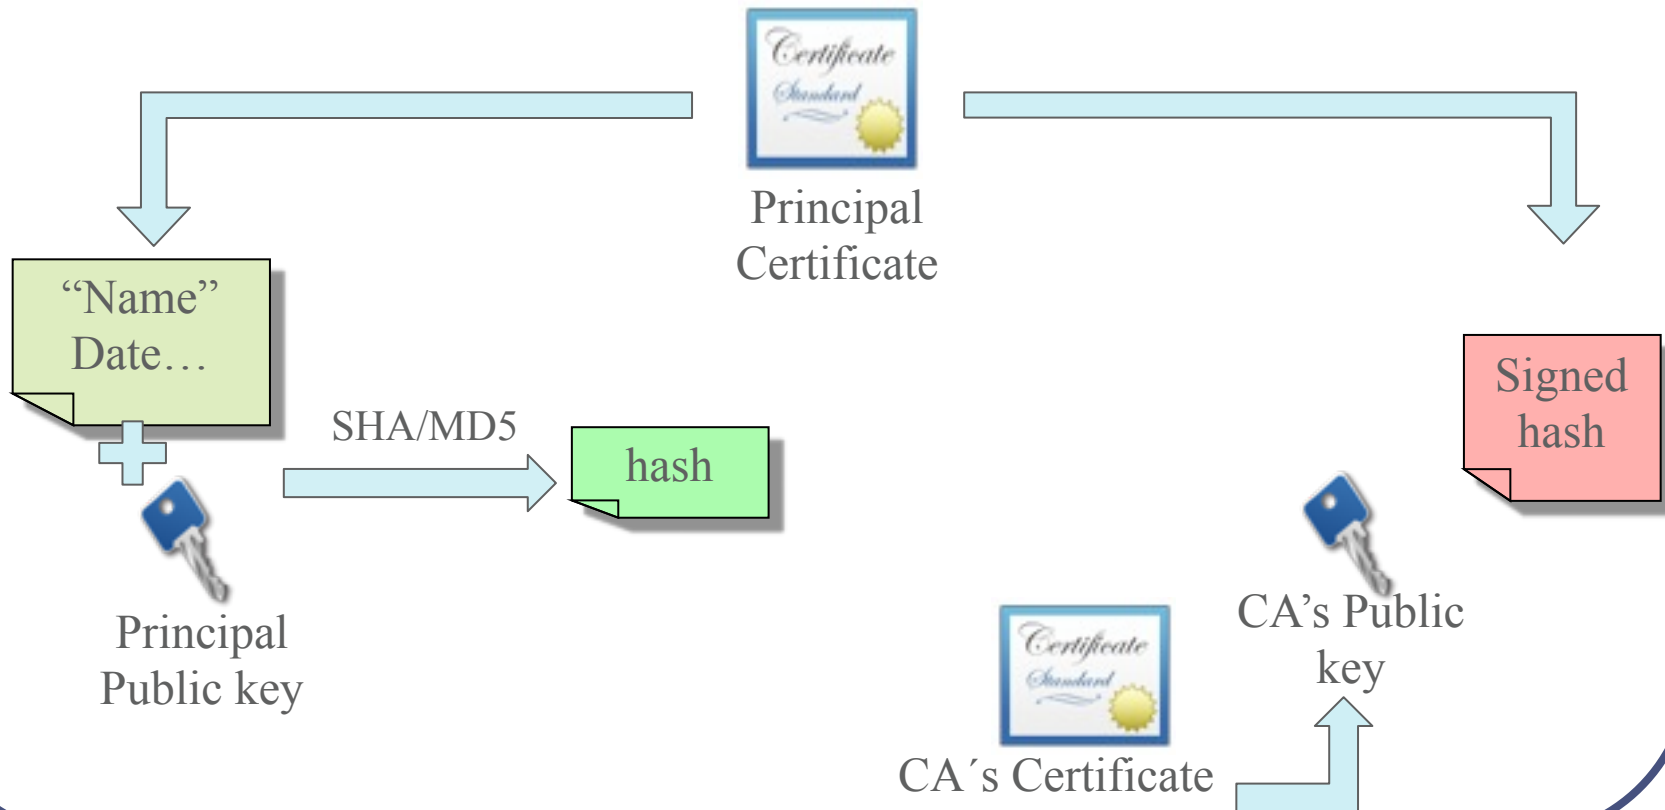 Certificate
Standard
Principal
Certificate
“Name”
Date…
SHA/MD5
hash
Signed
hash
Principal
Public key
CA’s Public
key
Certificate
Standard
CA´s Certificate